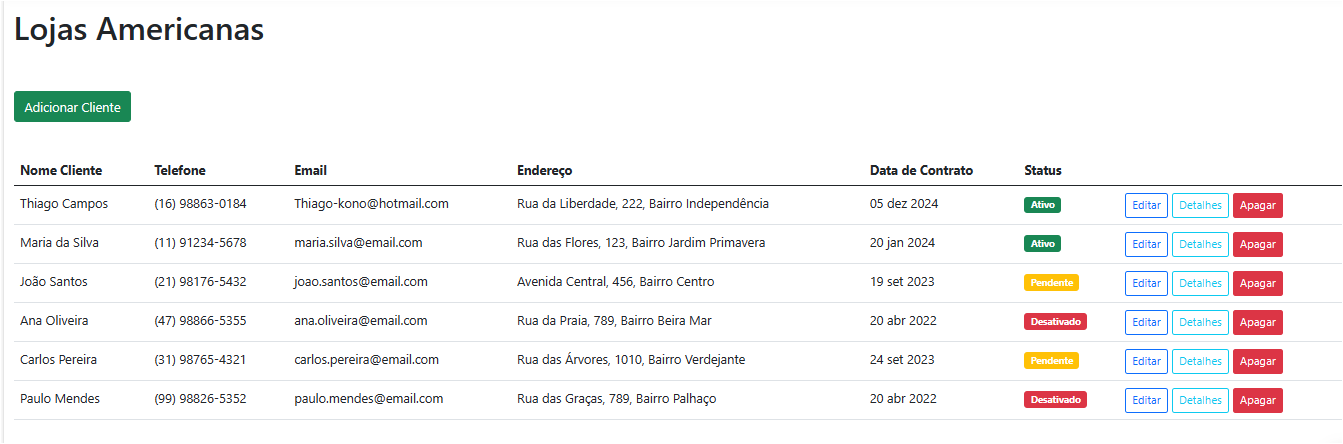 Lojas Americanas
Adicionar Cliente
Nome Cliente Telefone Email Endereço Data de Contrato Status
Thiago Campos (16) 98863-0184 Thiago-kono@hotmail.com Rua da Liberdade, 222, Bairro Independência 05 dez 2024 Ativo Editar Detalhes Apagar
Maria da Silva (11) 91234-5678 maria.silva@email.com Rua das Flores, 123, Bairro Jardim Primavera 20 jan 2024 Ativo Editar Detalhes Apagar
João Santos (21) 98176-5432 joao.santos@email.com Avenida Central, 456, Bairro Centro 19 set 2023 Pendente Editar Detalhes Apagar
Ana Oliveira (47) 98866-5355 ana.oliveira@email.com Rua da Praia, 789, Bairro Beira Mar 20 abr 2022 Desativado Editar Detalhes Apagar
Carlos Pereira (31) 98765-4321 carlos.pereira@email.com Rua das Árvores, 1010, Bairro Verdejante 24 set 2023 Pendente Editar Detalhes Apagar
Paulo Mendes (99) 98826-5352 paulo.mendes@email.com Rua das Graças, 789, Bairro Palhaço 20 abr 2022 Desativado Editar Detalhes Apagar